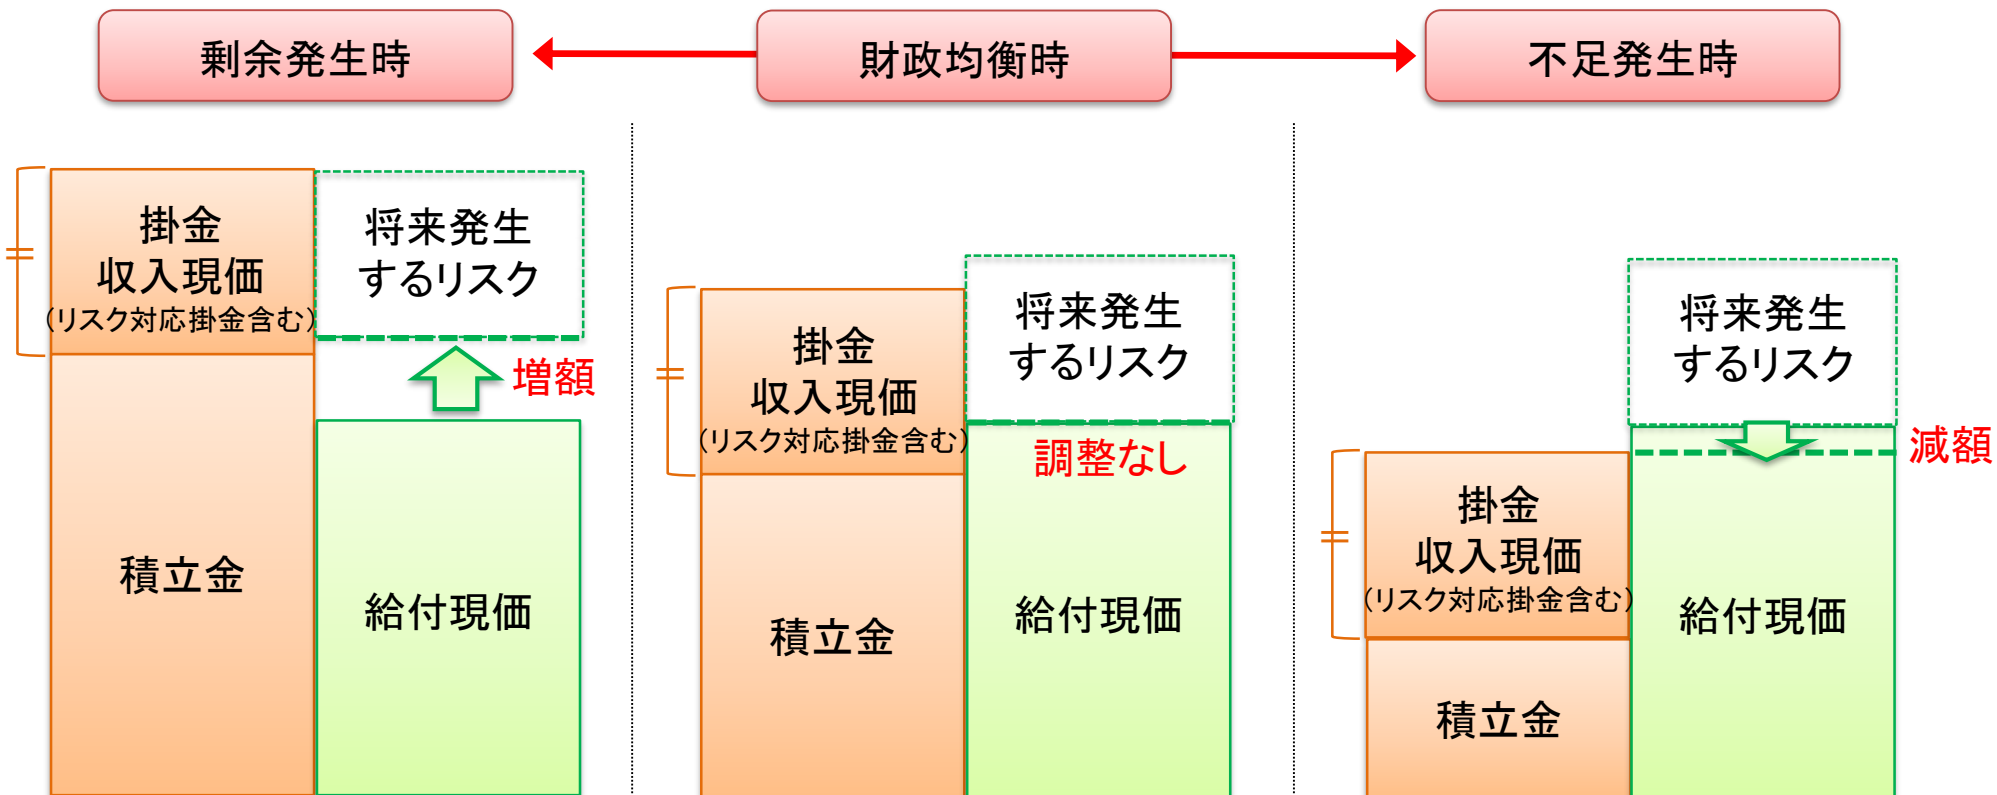 剰余発生時
財政均衡時
不足発生時
掛金
収入現価
（リスク対応掛金含む）
積立金
将来発生
するリスク
増額
給付現価
掛金
収入現価
（リスク対応掛金含む）
積立金
将来発生
するリスク
調整なし
給付現価
掛金
収入現価
（リスク対応掛金含む）
積立金
将来発生
するリスク
減額
給付現価